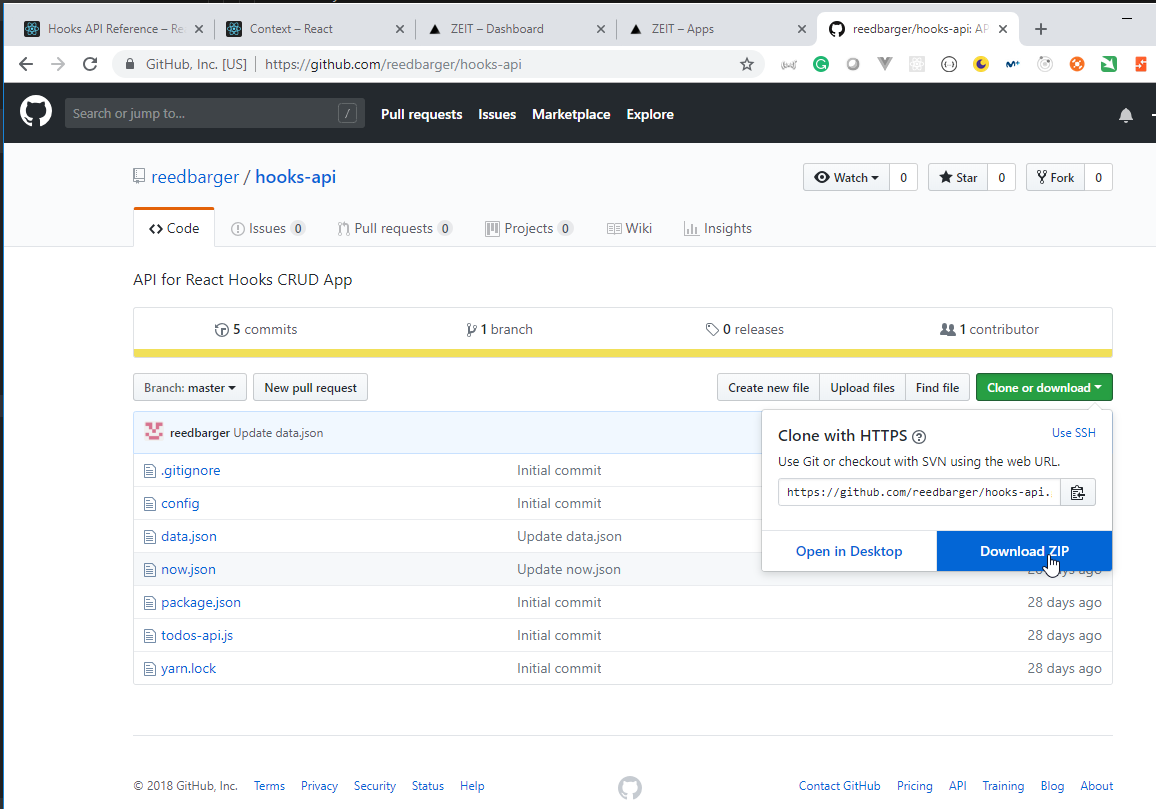 Hooks API Reference – Re
Context – React
ZEIT – Dashboard
ZEIT – Apps
reedbarger/hooks-api: AP
GitHub, Inc. [US] | https://github.com/reedbarger/hooks-api
Search or jump to... /
Pull requests Issues Marketplace Explore
reedbarger / hooks-api
Watch 0 Star 0 Fork 0
Code Issues 0 Pull requests 0 Projects 0 Wiki Insights
API for React Hooks CRUD App
5 commits 1 branch 0 releases 1 contributor
Branch: master New pull request Create new file Upload files Find file Clone or download
reedbarger Update data.json
Clone with HTTPS ? Use SSH
Use Git or checkout with SVN using the web URL.
https://github.com/reedbarger/hooks-api.
Open in Desktop Download ZIP
.gitignore Initial commit
config Initial commit
data.json Update data.json
now.json Update now.json
package.json Initial commit 28 days ago
todos-api.js Initial commit 28 days ago
yarn.lock Initial commit 28 days ago
© 2018 GitHub, Inc. Terms Privacy Security Status Help
Contact GitHub Pricing API Training Blog About